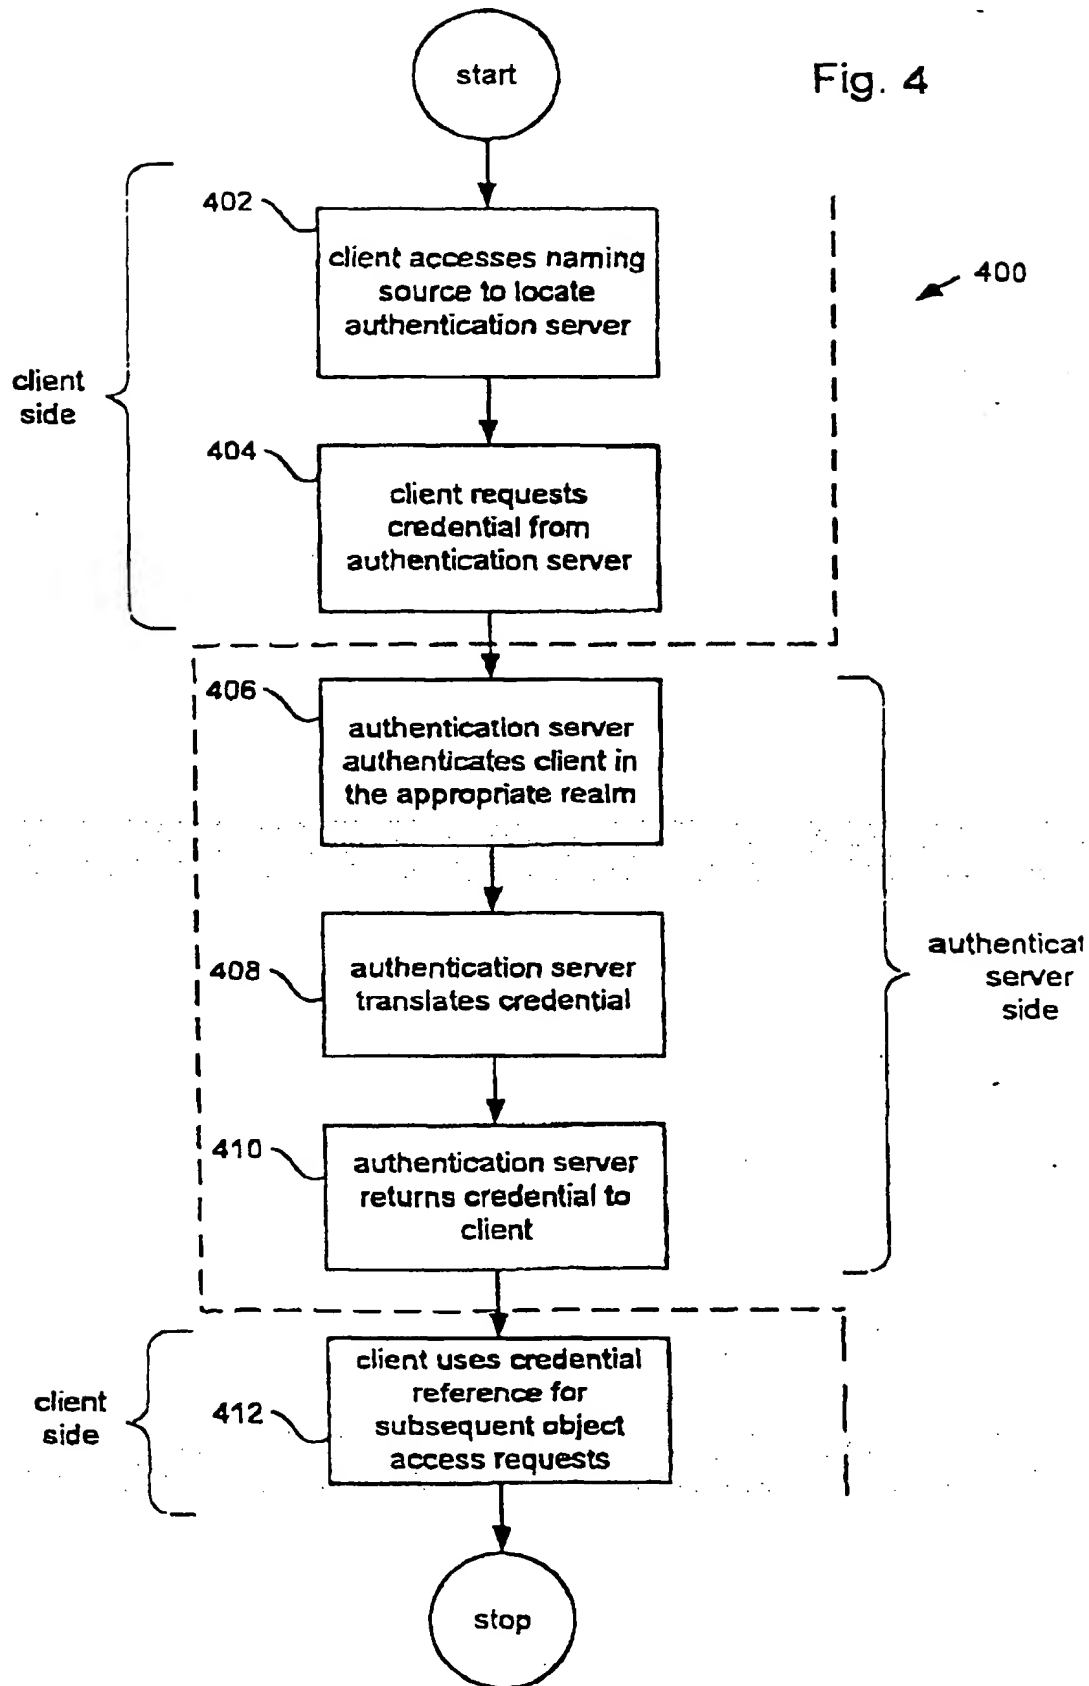 start
Fig. 4
402
client accesses naming
source to locate
authentication server
400
client
side
404
client requests
credential from
authentication server
406
authentication server
authenticates client in
the appropriate realm
408
authentication server
translates credential
authenticat
server
side
410
authentication server
returns credential to
client
client
side
412
client uses credential
reference for
subsequent object
access requests
stop